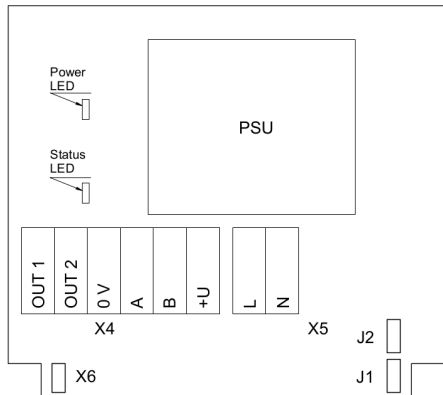 Power
LED
PSU
Status
LED
OUT 1
OUT 2
0 V
A
B
+U
L
N
X4
X5
J2
X6
J1